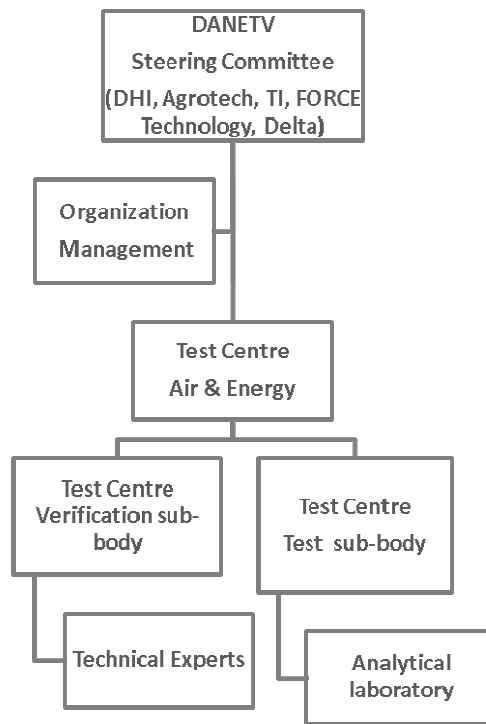 DANETV
Steering Committee
(DHI, Agrotech, TI, FORCE
Technology, Delta)
Organization
Management
Test Centre
Air & Energy
Test Centre
Verification sub-
body
Test Centre
Test sub-body
Technical Experts
Analytical
laboratory